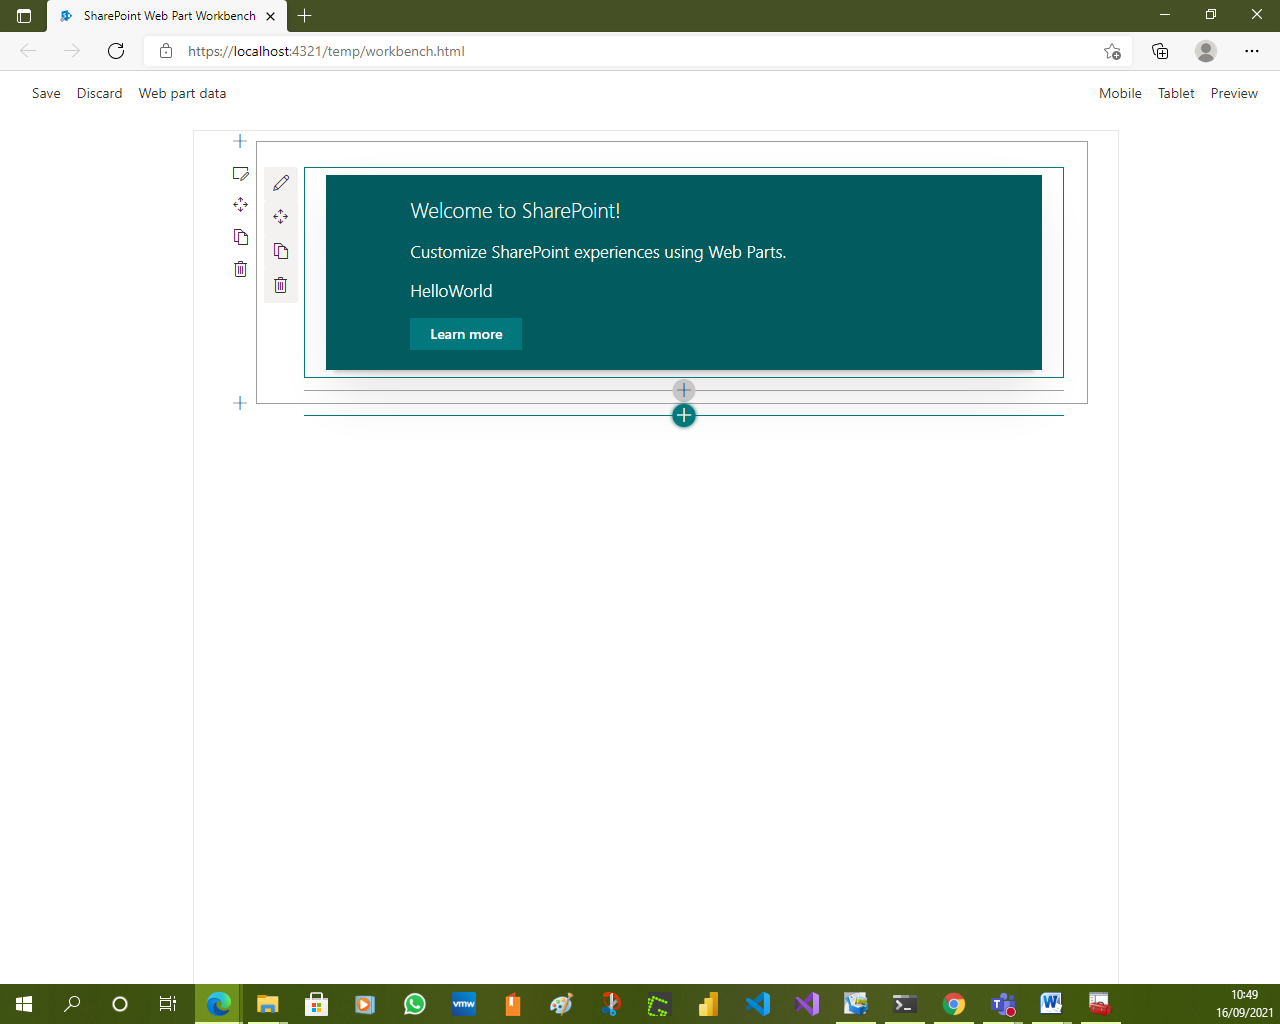 SharePoint Web Part Workbench
https://localhost:4321/temp/workbench.html
Save Discard Web part data Mobile Tablet Preview
Welcome to SharePoint!
Customize SharePoint experiences using Web Parts.
HelloWorld
Learn more
vmw
10:49
16/09/2021